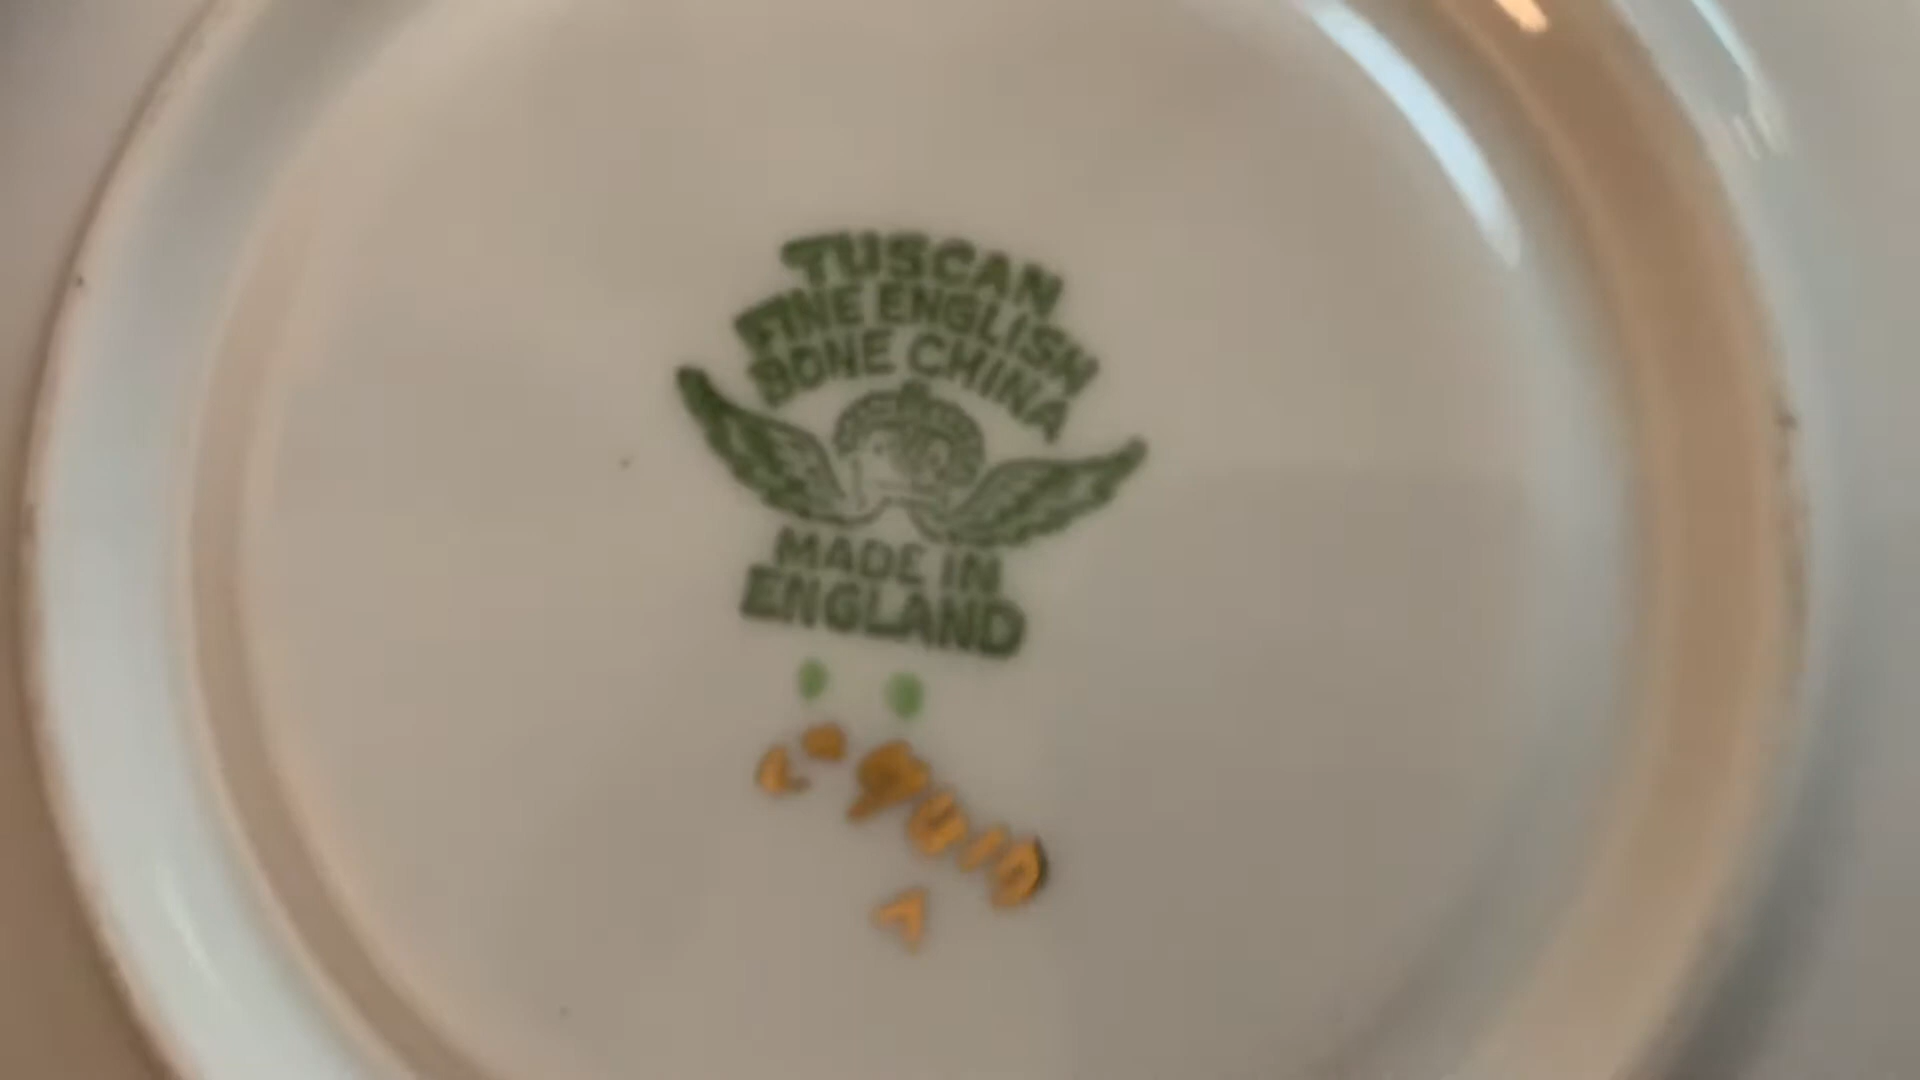 TUSCAN
FINE ENGLISH
BONE CHINA
MADE IN
ENGLAND